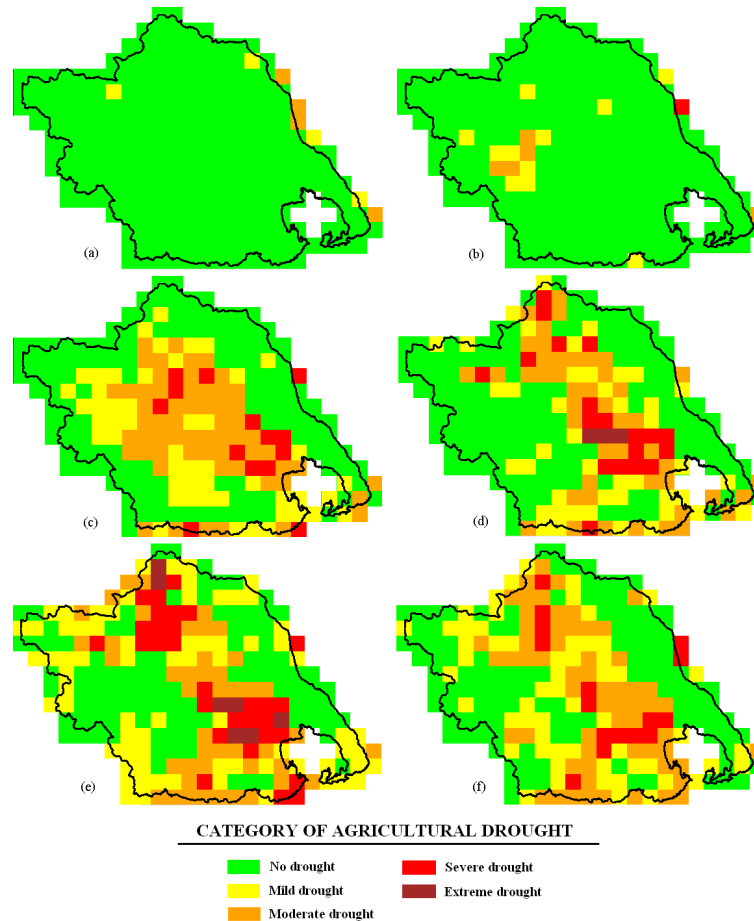 (a)
(b)
(c)
(d)
(e)
(f)
CATEGORY OF AGRICULTURAL DROUGHT
No drought
Severe drought
Mild drought
Extreme drought
Moderate drought